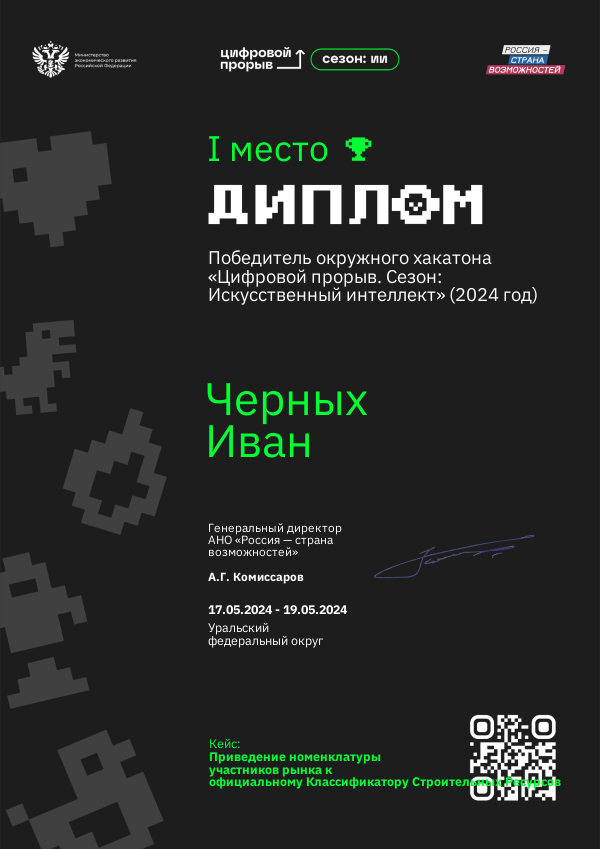 Министерство
экономического развития
Российской Федерации
цифровой
прорыв
сезон: ии
РОССИЯ –
СТРАНА
ВОЗМОЖНОСТЕЙ
I место
ДИПЛОМ
Победитель окружного хакатона
«Цифровой прорыв. Сезон:
Искусственный интеллект» (2024 год)
Черных
Иван
Генеральный директор
АНО «Россия — страна
возможностей»
А.Г. Комиссаров
17.05.2024 - 19.05.2024
Уральский
федеральный округ
Кейс:
Приведение номенклатуры
участников рынка к
официальному Классификатору Строительных Ресурсов